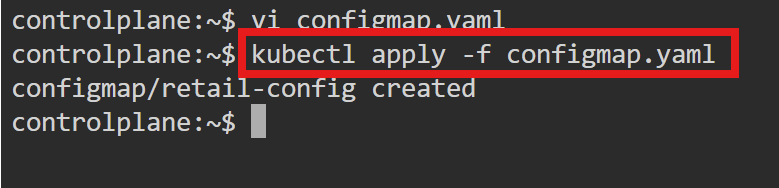 controlplane:~$ vi configmap.yaml
controlplane:~$ kubectl apply -f configmap.yaml
configmap/retail-config created
controlplane:~$